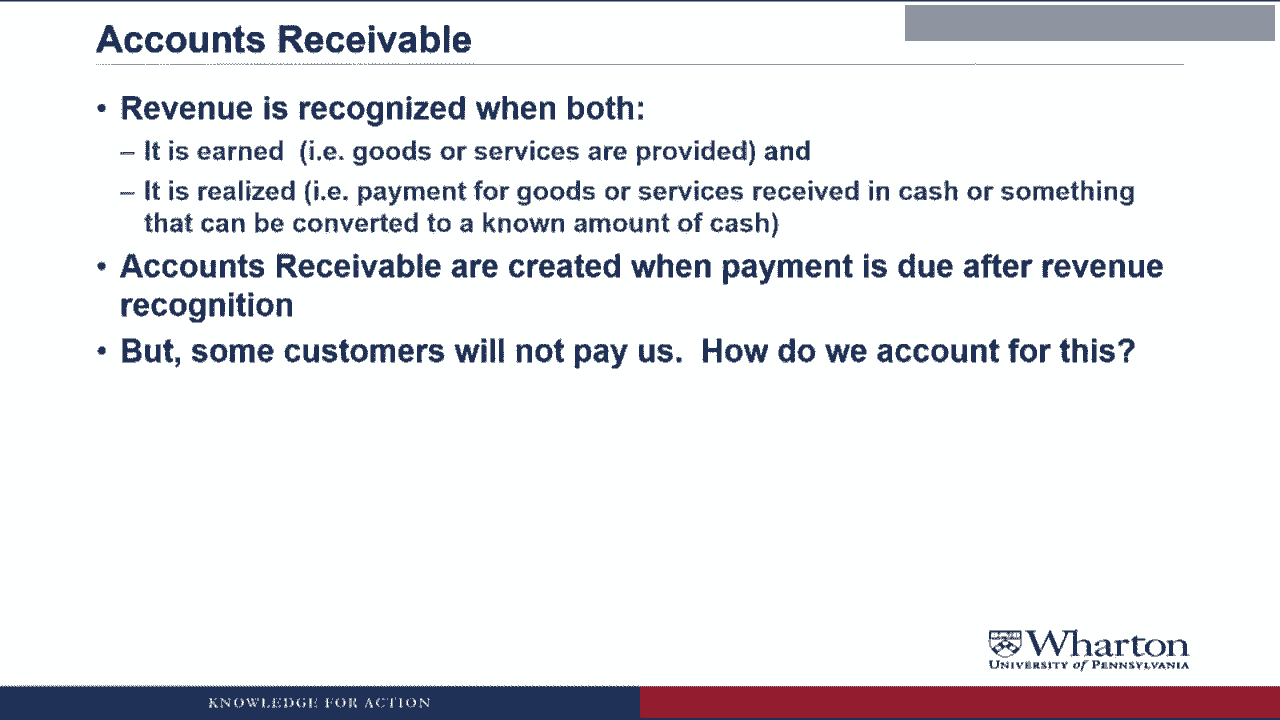 Accounts Receivable
• Revenue is recognized when both:
– It is earned  (i.e. goods or services are provided) and
– It is realized (i.e. payment for goods or services received in cash or something
that can be converted to a known amount of cash)
• Accounts Receivable are created when payment is due after revenue
recognition
• But, some customers will not pay us.  How do we account for this?
Wharton
UNIVERSITY of PENNSYLVANIA
KNOWLEDGE FOR ACTION